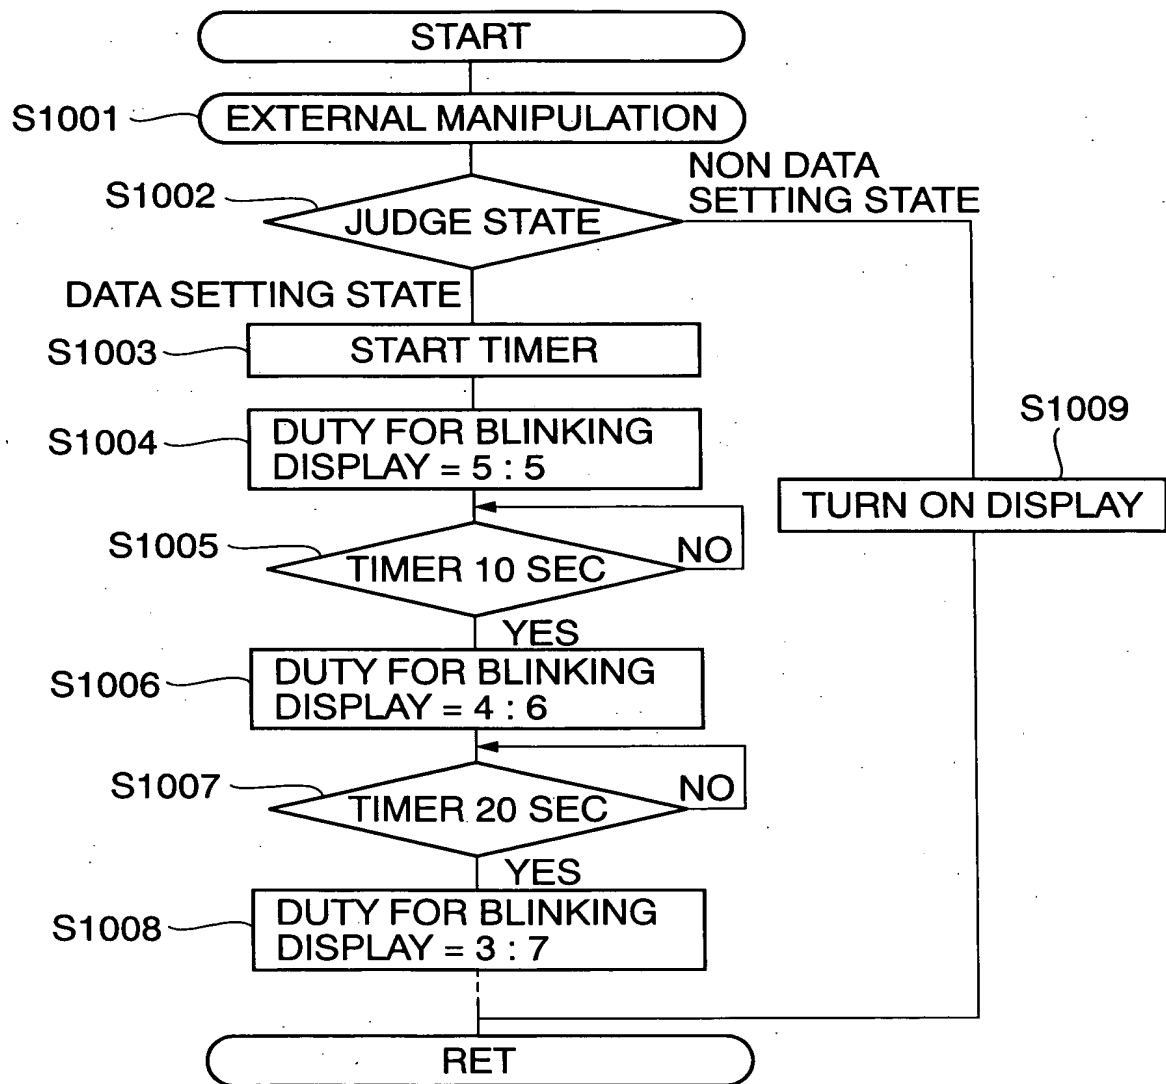 START
S1001
EXTERNAL MANIPULATION
S1002
JUDGE STATE
NON DATA
SETTING STATE
DATA SETTING STATE
S1003
START TIMER
S1004
DUTY FOR BLINKING
DISPLAY = 5 : 5
S1009
TURN ON DISPLAY
S1005
TIMER 10 SEC
NO
YES
S1006
DUTY FOR BLINKING
DISPLAY = 4 : 6
S1007
TIMER 20 SEC
NO
YES
S1008
DUTY FOR BLINKING
DISPLAY = 3 : 7
RET